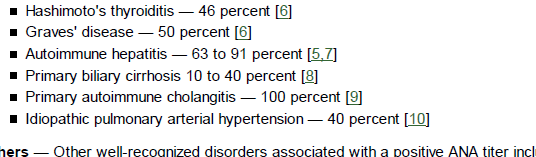 ■ Hashimoto's thyroiditis — 46 percent [6]
■ Graves' disease — 50 percent [6]
■ Autoimmune hepatitis — 63 to 91 percent [5,7]
■ Primary biliary cirrhosis 10 to 40 percent [8]
■ Primary autoimmune cholangitis — 100 percent [9]
■ Idiopathic pulmonary arterial hypertension — 40 percent [10]
hers — Other well-recognized disorders associated with a positive ANA titer incl